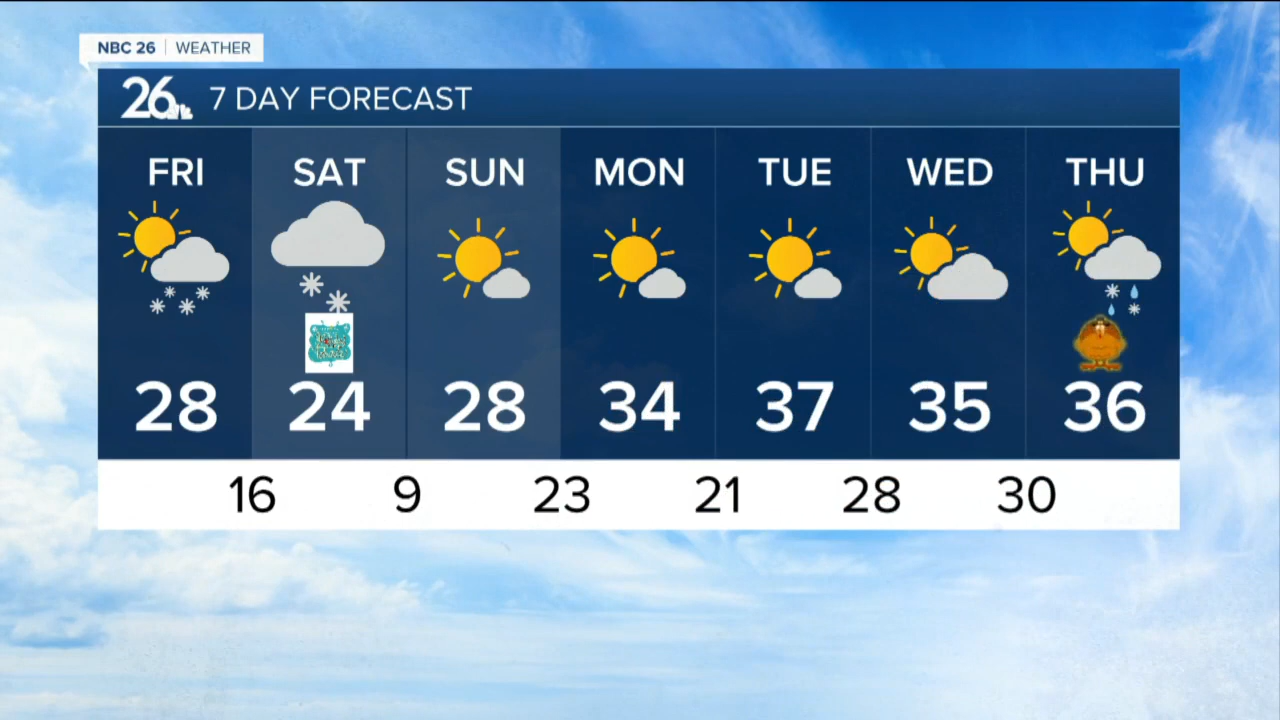 NBC 26 | WEATHER
26 7 DAY FORECAST
FRI SAT SUN MON TUE WED THU
28 24 28 34 37 35 36
16 9 23 21 28 30